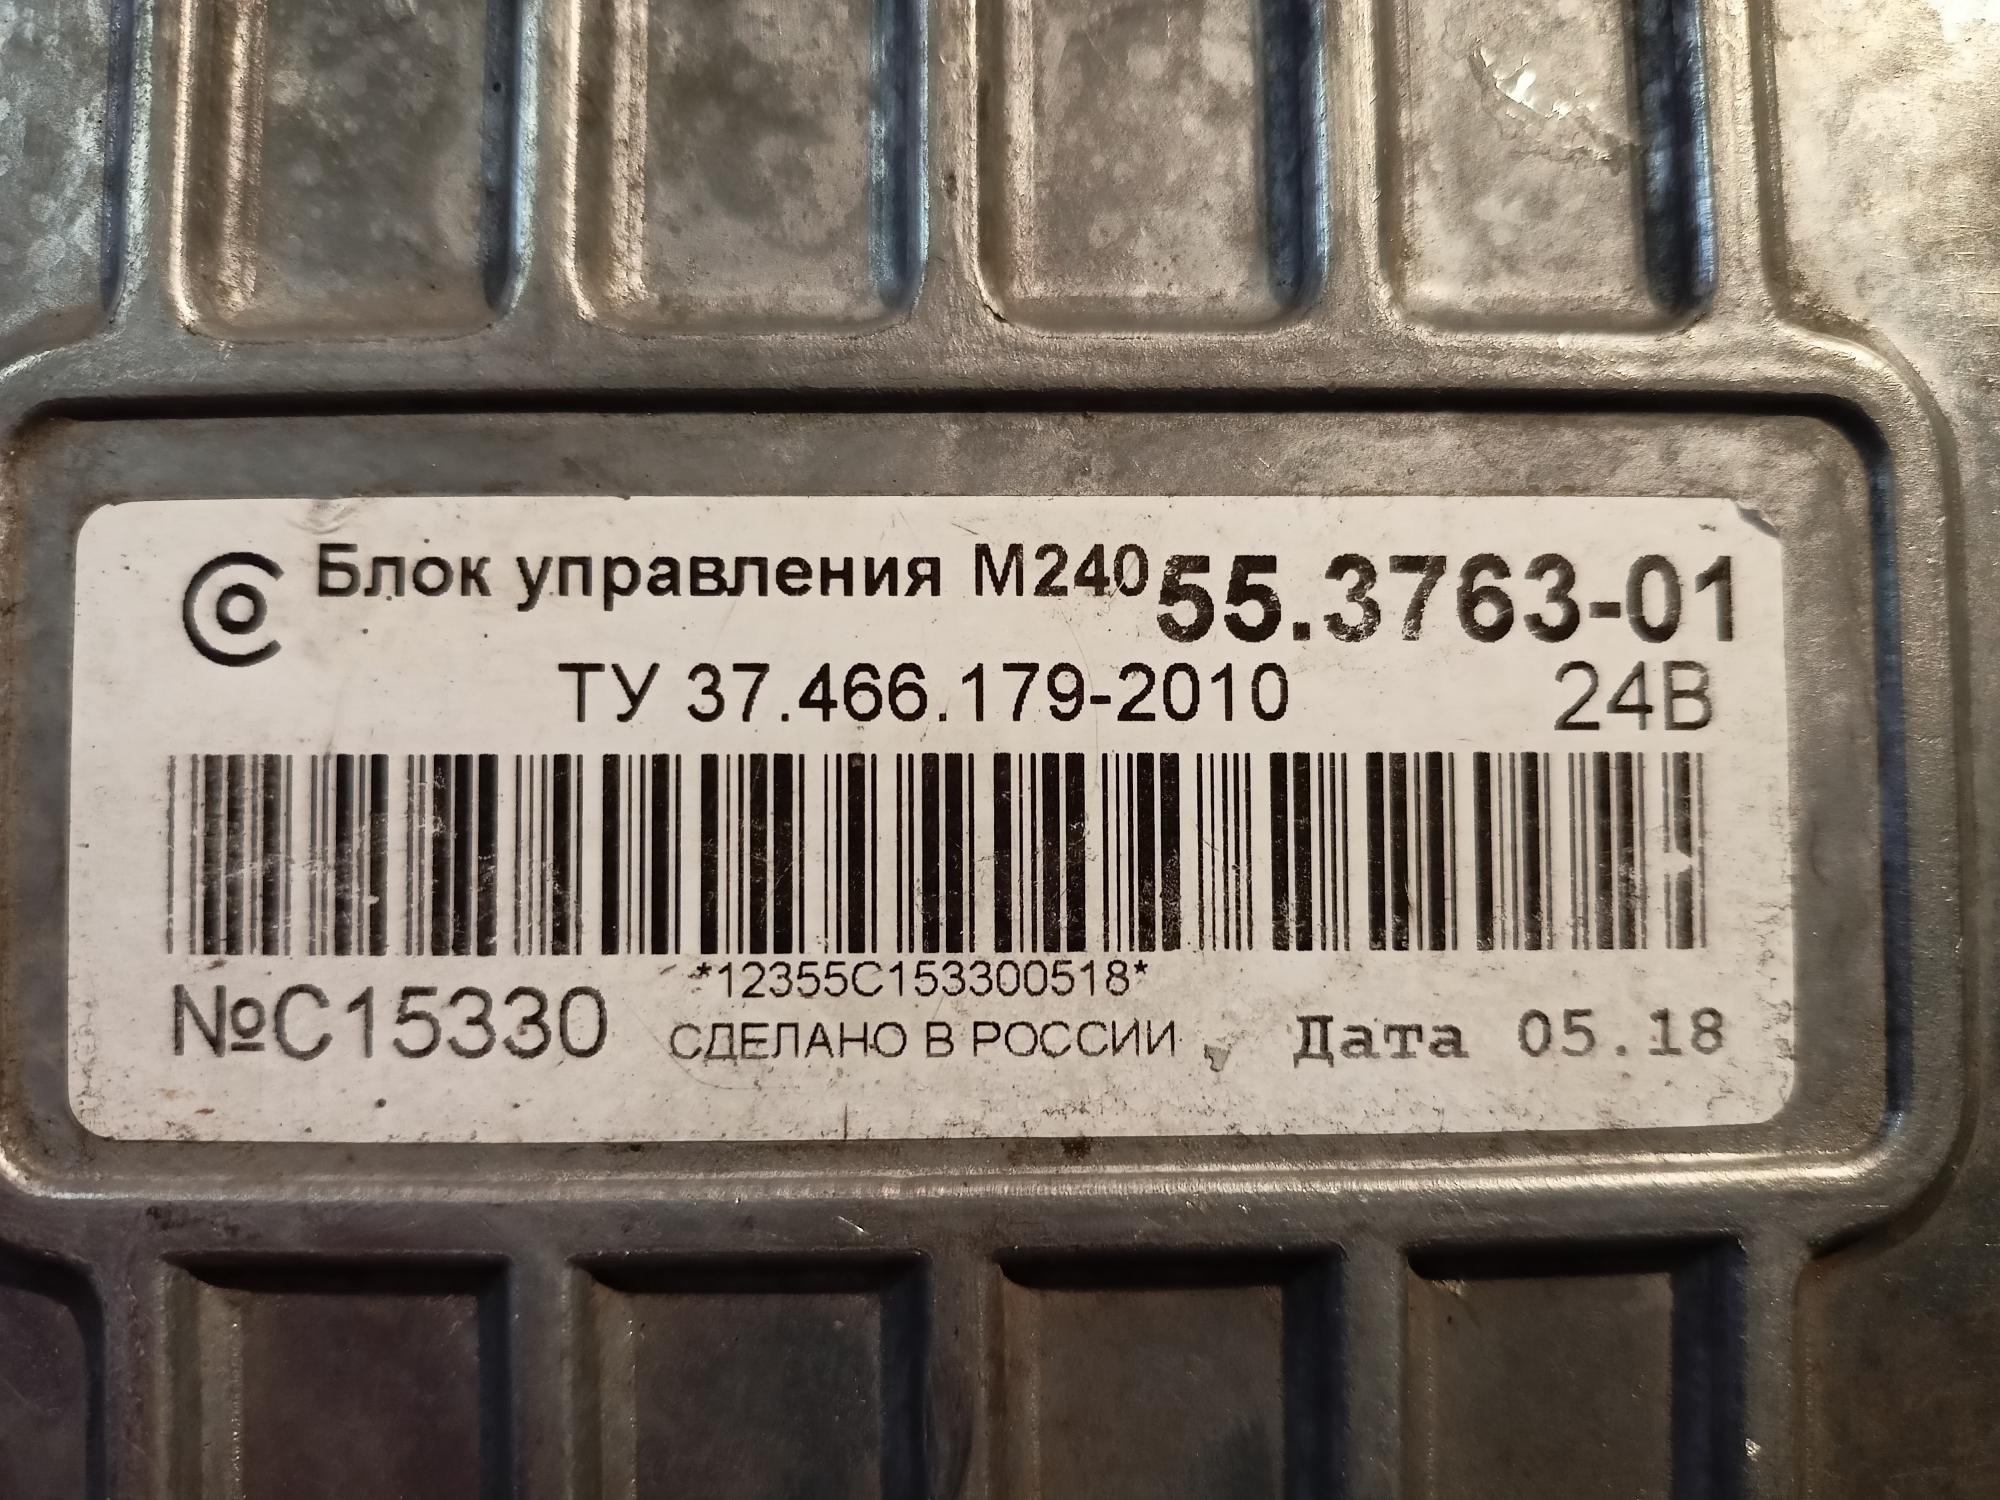 Блок управления М240 55.3763-01
ТУ 37.466.179-2010 24В
*12355С153300518*
№С15330 СДЕЛАНО В РОССИИ Дата 05.18